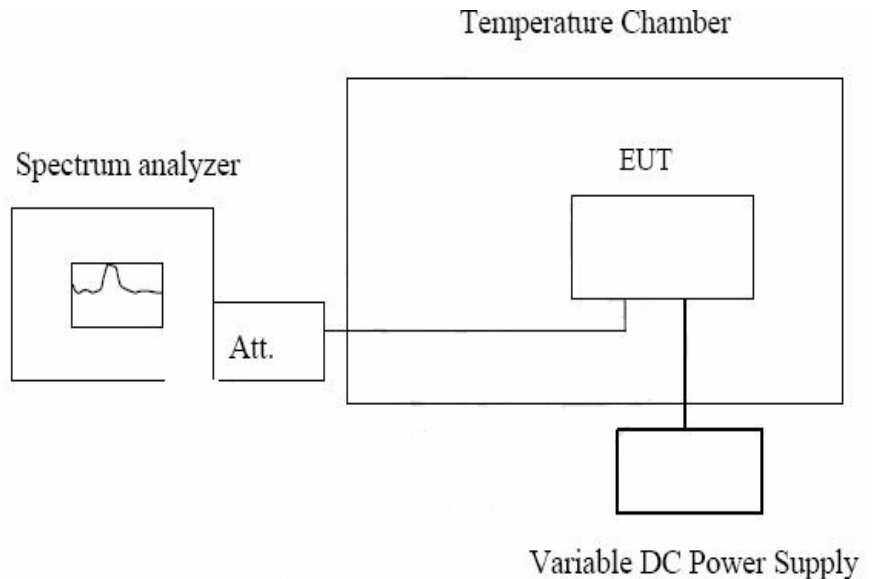 Temperature Chamber
Spectrum analyzer
EUT
Att.
Variable DC Power Supply